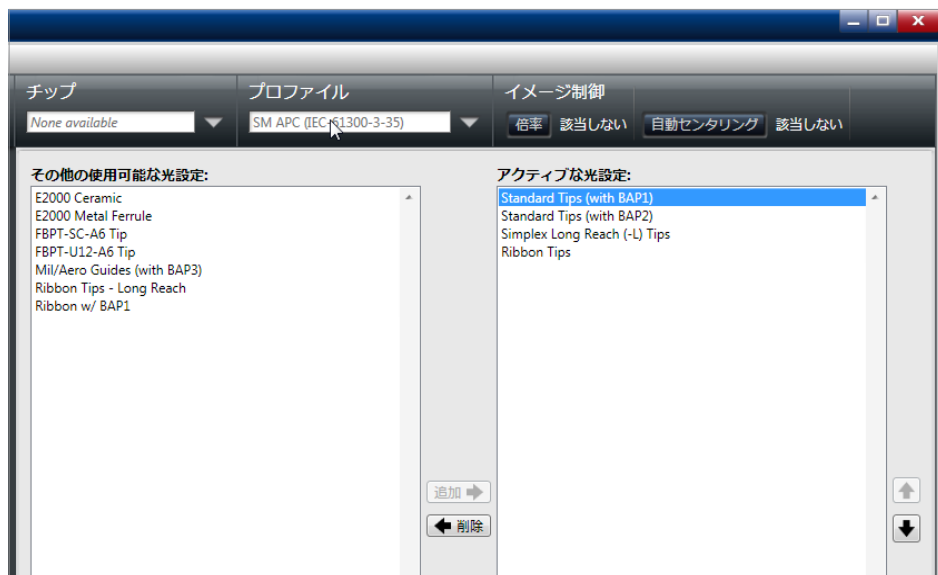 チップ
プロファイル
イメージ制御
None available
SM APC (IEC-61300-3-35)
倍率 該当しない 自動センタリング 該当しない
その他の使用可能な光設定:
E2000 Ceramic
E2000 Metal Ferrule
FBPT-SC-A6 Tip
FBPT-U12-A6 Tip
Mil/Aero Guides (with BAP3)
Ribbon Tips - Long Reach
Ribbon w/ BAP1
追加
削除
アクティブな光設定:
Standard Tips (with BAP1)
Standard Tips (with BAP2)
Simplex Long Reach (-L) Tips
Ribbon Tips